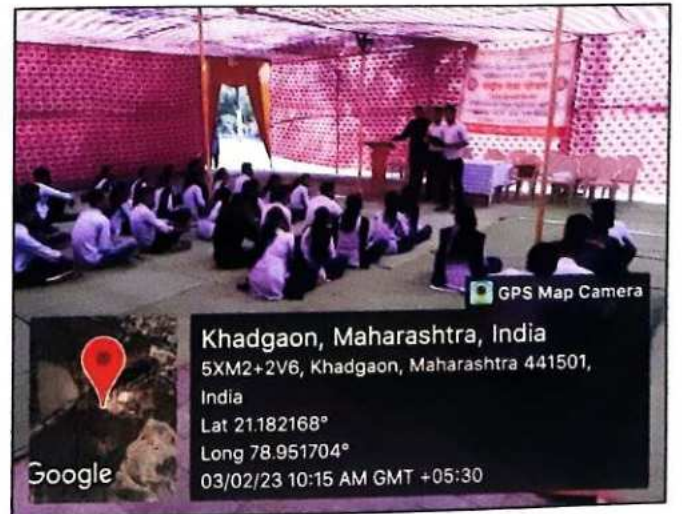 GPS Map Camera
Khadgaon, Maharashtra, India
5XM2+2V6, Khadgaon, Maharashtra 441501,
India
Lat 21.182168°
Long 78.951704°
03/02/23 10:15 AM GMT +05:30
Google